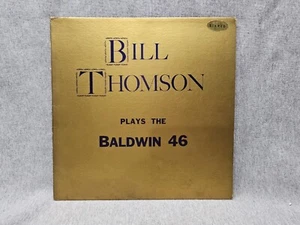 BILL
THOMSON
PLAYS THE
BALDWIN 46